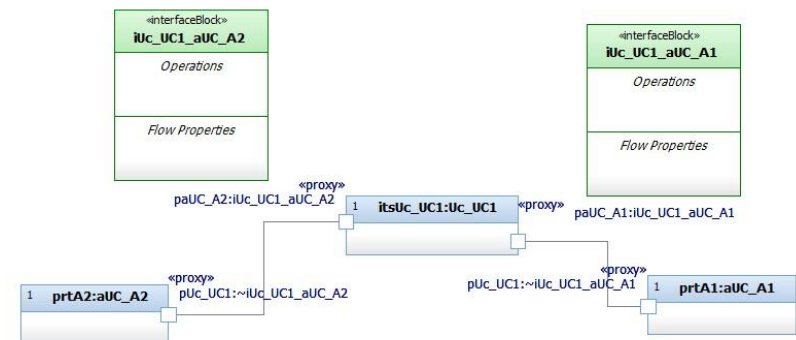 «interfaceBlock»
iUc_UC1_aUC_A2
Operations
Flow Properties
«interfaceBlock»
iUc_UC1_aUC_A1
Operations
Flow Properties
«proxy»
paUC_A2:iUc_UC1_aUC_A2
1 itsUc_UC1:Uc_UC1
«proxy»
paUC_A1:iUc_UC1_aUC_A1
1 prtA2:aUC_A2
«proxy»
pUc_UC1:~iUc_UC1_aUC_A2
«proxy»
pUc_UC1:~iUc_UC1_aUC_A1
1 prtA1:aUC_A1